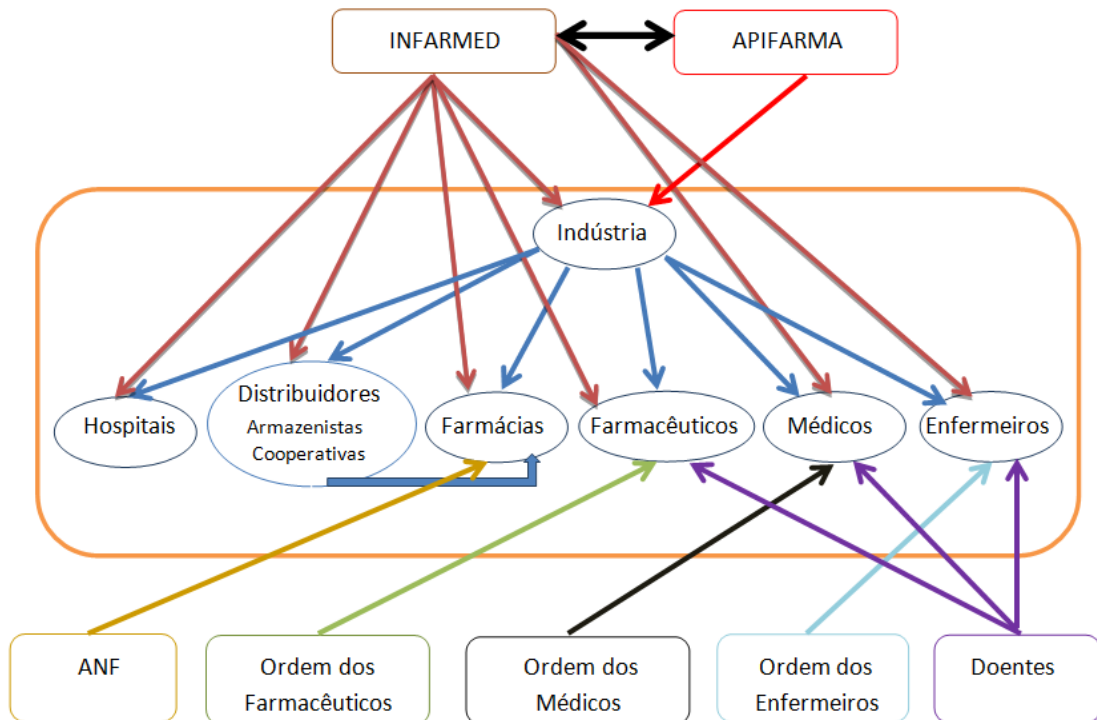 INFARMED
APIFARMA
Indústria
Hospitais
Distribuidores
Armazenistas
Cooperativas
Farmácias
Farmacêuticos
Médicos
Enfermeiros
ANF
Ordem dos
Farmacêuticos
Ordem dos
Médicos
Ordem dos
Enfermeiros
Doentes